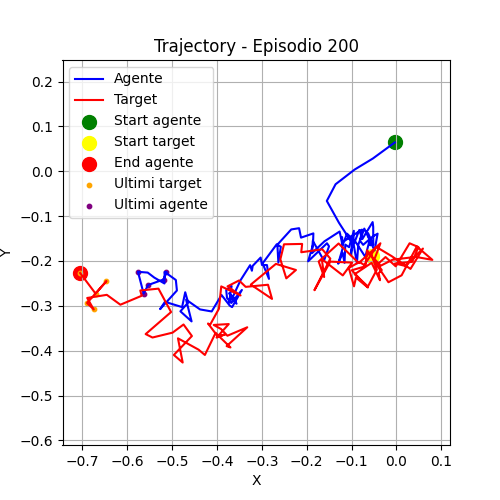 Trajectory - Episodio 200
Agente
Target
Start agente
Start target
End agente
Ultimi target
Ultimi agente
0.2
0.1
0.0
−0.1
−0.2
−0.3
−0.4
−0.5
−0.6
Y
−0.7 −0.6 −0.5 −0.4 −0.3 −0.2 −0.1 0.0 0.1
X